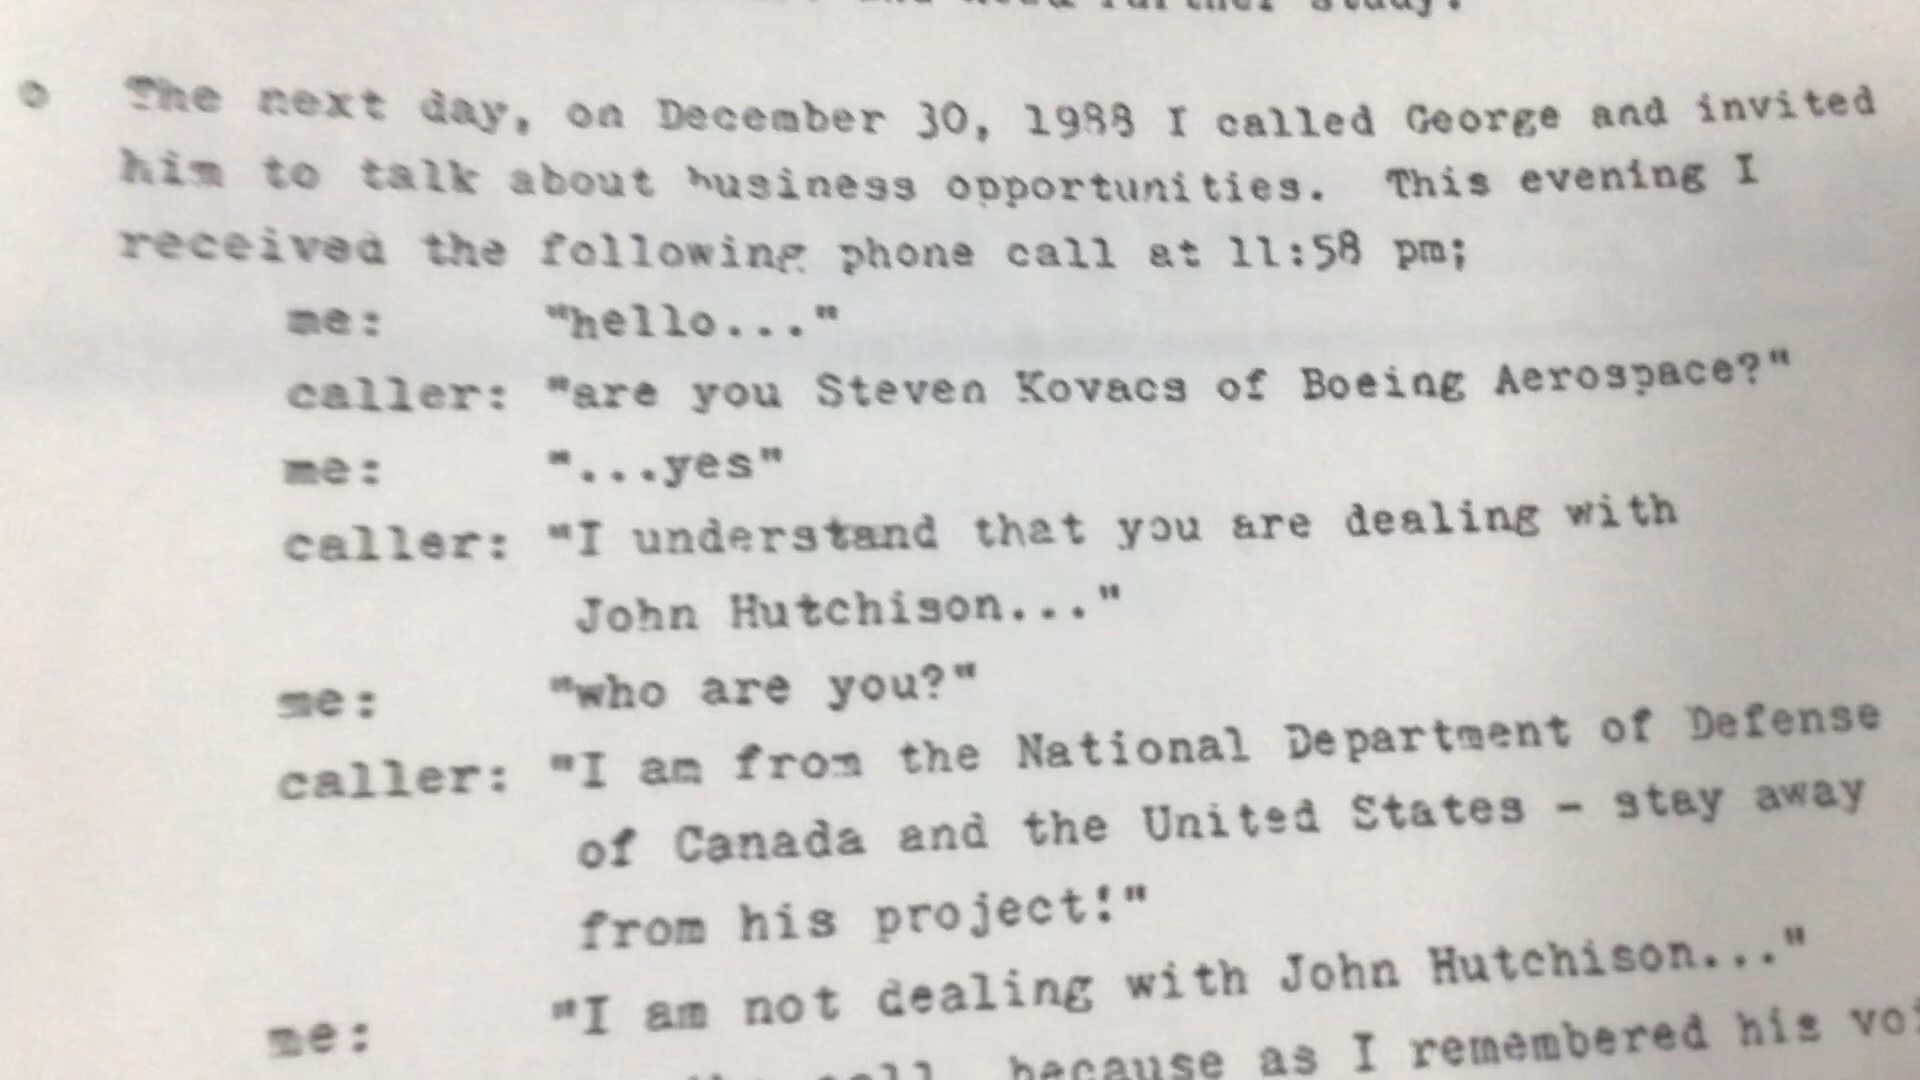 further study.
o The next day, on December 30, 1988 I called George and invited
him to talk about business opportunities. This evening I
received the following phone call at 11:58 pm;
me: "hello..."
caller: "are you Steven Kovacs of Boeing Aerospace?"
me: "...yes"
caller: "I understand that you are dealing with
John Hutchison..."
me: "who are you?"
caller: "I am from the National Department of Defense
of Canada and the United States - stay away
from his project!"
me: "I am not dealing with John Hutchison..."
call, because as I remembered his